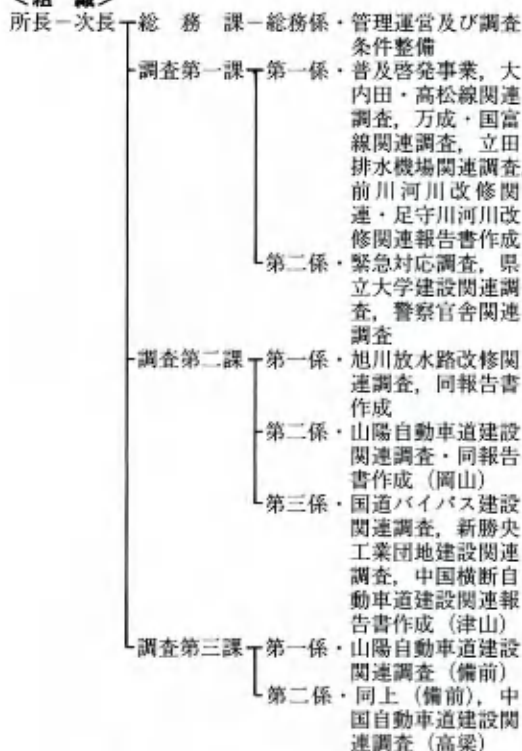 <組　織>
所長－次長┬総　務　課－総務係・管理運営及び調査
条件整備
├調査第一課┬第一係・普及啓発事業，大
内田・高松線関連
調査，万成・国富
線関連調査，立田
排水機場関連調査
前川河川改修関
連・足守川河川改
修関連報告書作成
└第二係・緊急対応調査，県
立大学建設関連調
査，警察官舎関連
調査
├調査第二課┬第一係・旭川放水路改修関
連調査，同報告書
作成
├第二係・山陽自動車道建設
関連調査・同報告
書作成（岡山）
└第三係・国道バイパス建設
関連調査，新勝央
工業団地建設関連
調査，中国横断自
動車道建設関連報
告書作成（津山）
└調査第三課┬第一係・山陽自動車道建設
関連調査（備前）
└第二係・同上（備前），中
国自動車道建設関
連調査（高梁）